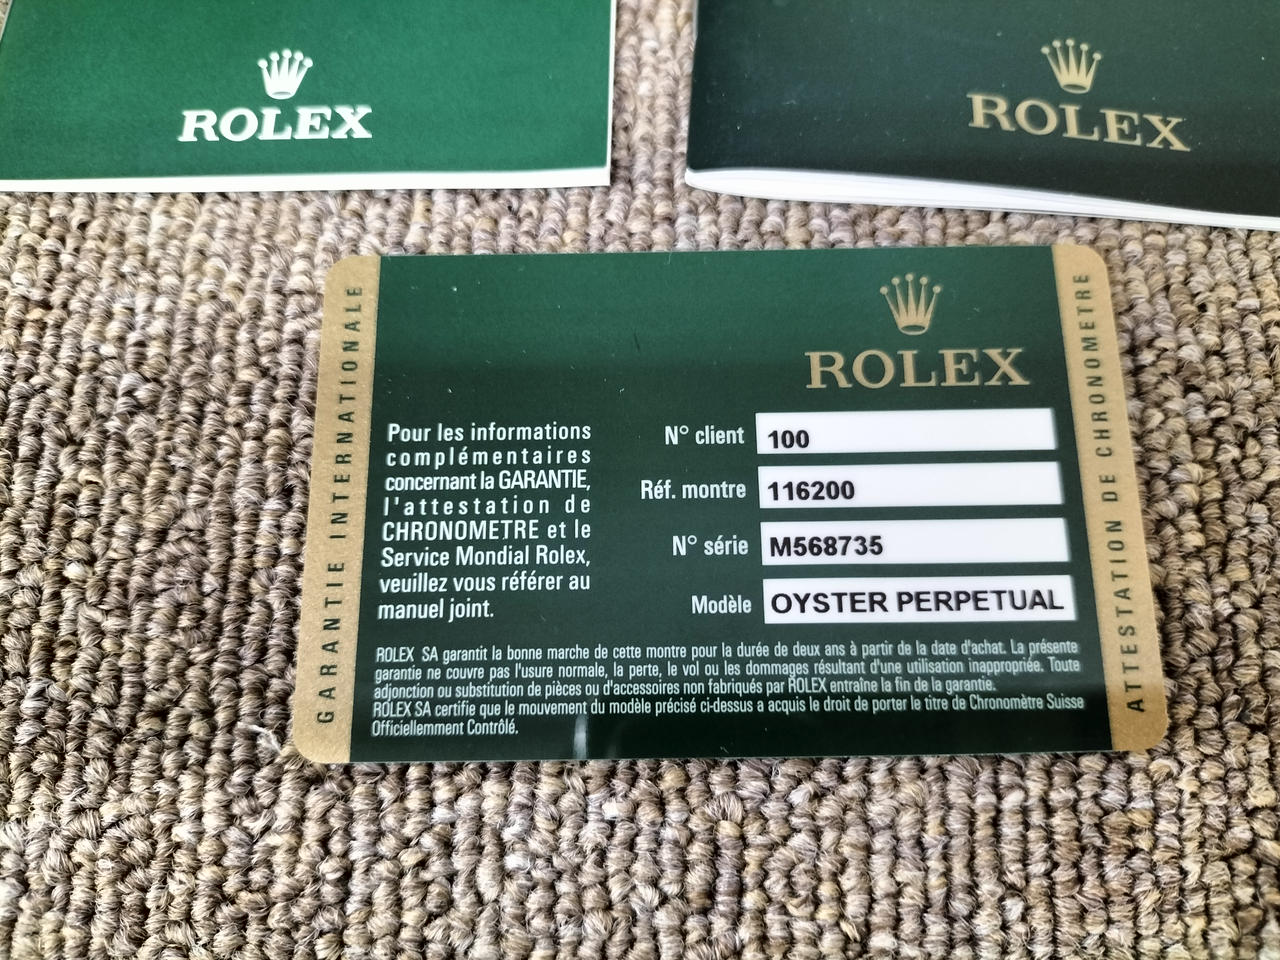 ROLEX
ROLEX
GARANTIE INTERNATIONALE
ROLEX
Pour les informations
complémentaires
concernant la GARANTIE,
l'attestation de
CHRONOMETRE et le
Service Mondial Rolex,
veuillez vous référer au
manuel joint.
N° client 100
Réf. montre 116200
N° série M568735
Modèle OYSTER PERPETUAL
ROLEX SA garantit la bonne marche de cette montre pour la durée de deux ans à partir de la date d'achat. La présente
garantie ne couvre pas l'usure normale, la perte, le vol ou les dommages résultant d'une utilisation inappropriée. Toute
adjonction ou substitution de pièces ou d'accessoires non fabriqués par ROLEX entraîne la fin de la garantie.
ROLEX SA certifie que le mouvement du modèle précisé ci-dessus a acquis le droit de porter le titre de Chronomètre Suisse
Officiellemment Contrôlé.
ATTESTATION DE CHRONOMETRE